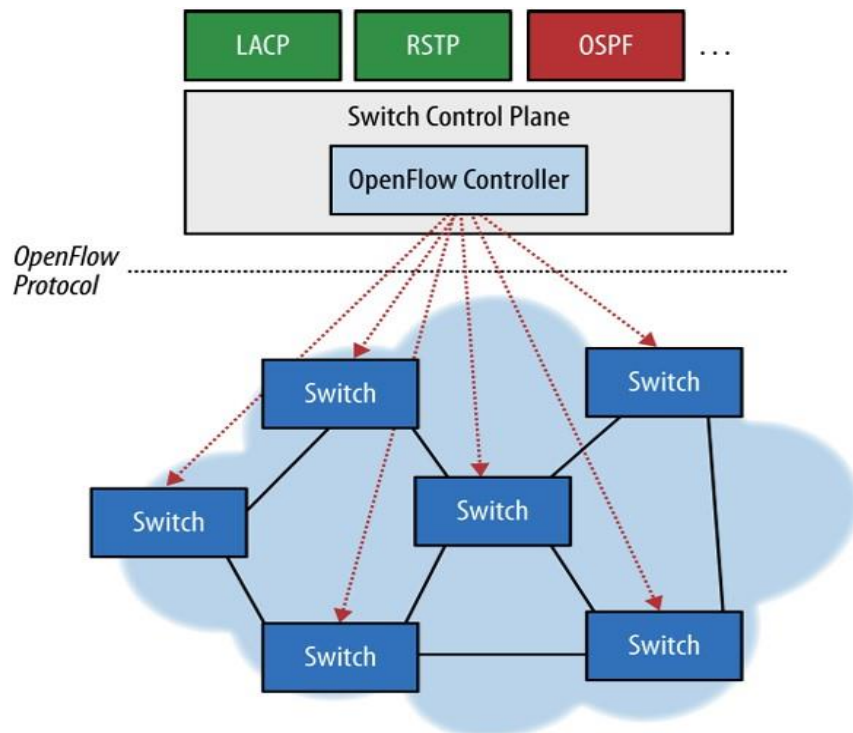 LACP
RSTP
OSPF
...
Switch Control Plane
OpenFlow Controller
OpenFlow
Protocol
Switch
Switch
Switch
Switch
Switch
Switch